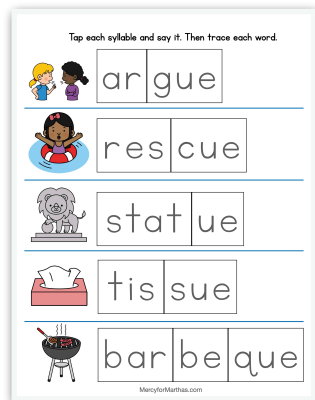 Tap each syllable and say it. Then trace each word.
ar gue
res cue
stat ue
tis sue
bar be que
MercyforMarthas.com